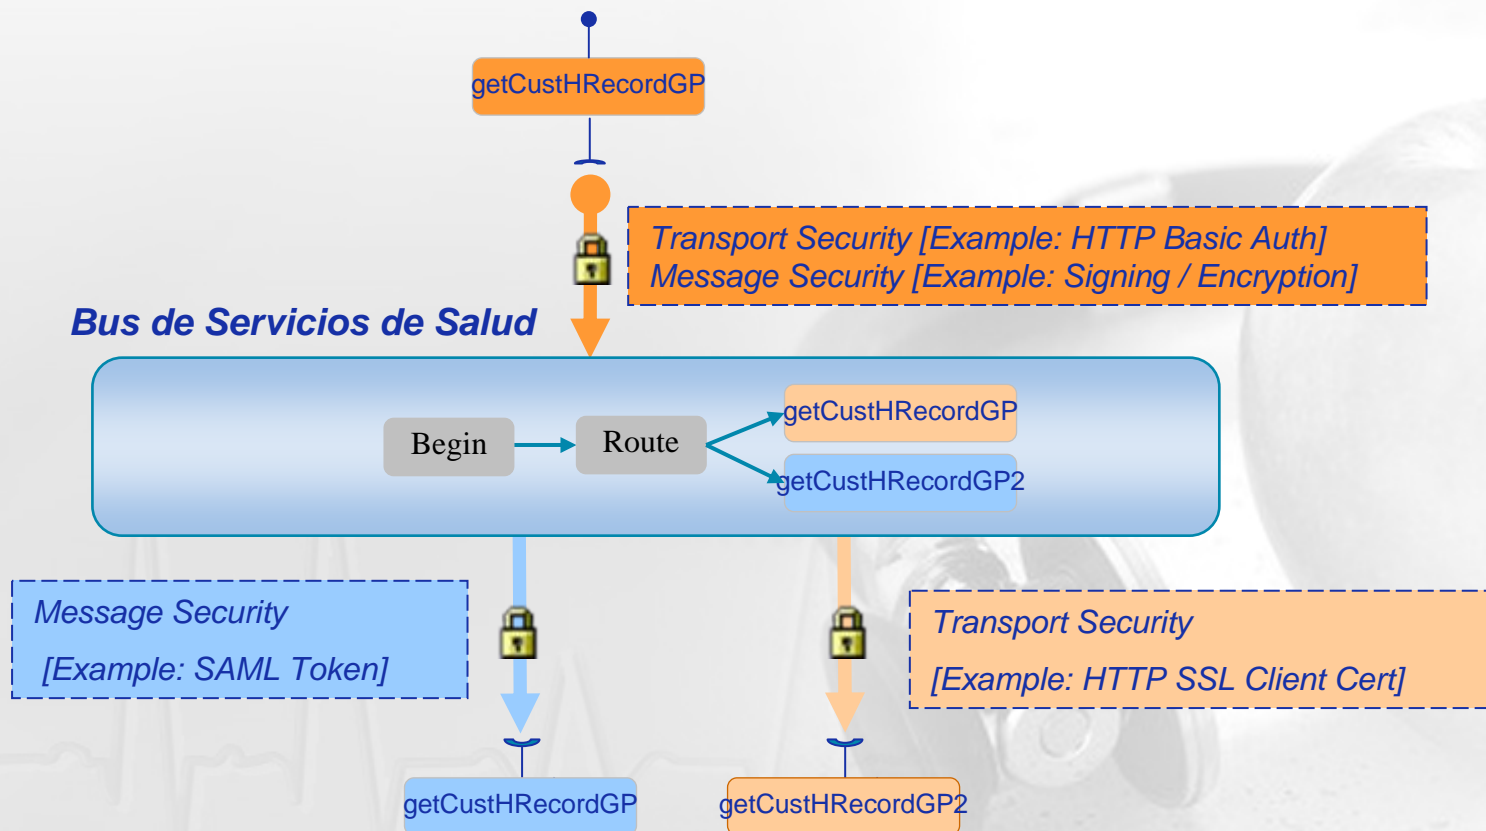 getCustHRecordGP
Transport Security [Example: HTTP Basic Auth]
Message Security [Example: Signing / Encryption]
Bus de Servicios de Salud
Begin
Route
getCustHRecordGP
getCustHRecordGP2
Message Security
[Example: SAML Token]
Transport Security
[Example: HTTP SSL Client Cert]
getCustHRecordGP
getCustHRecordGP2